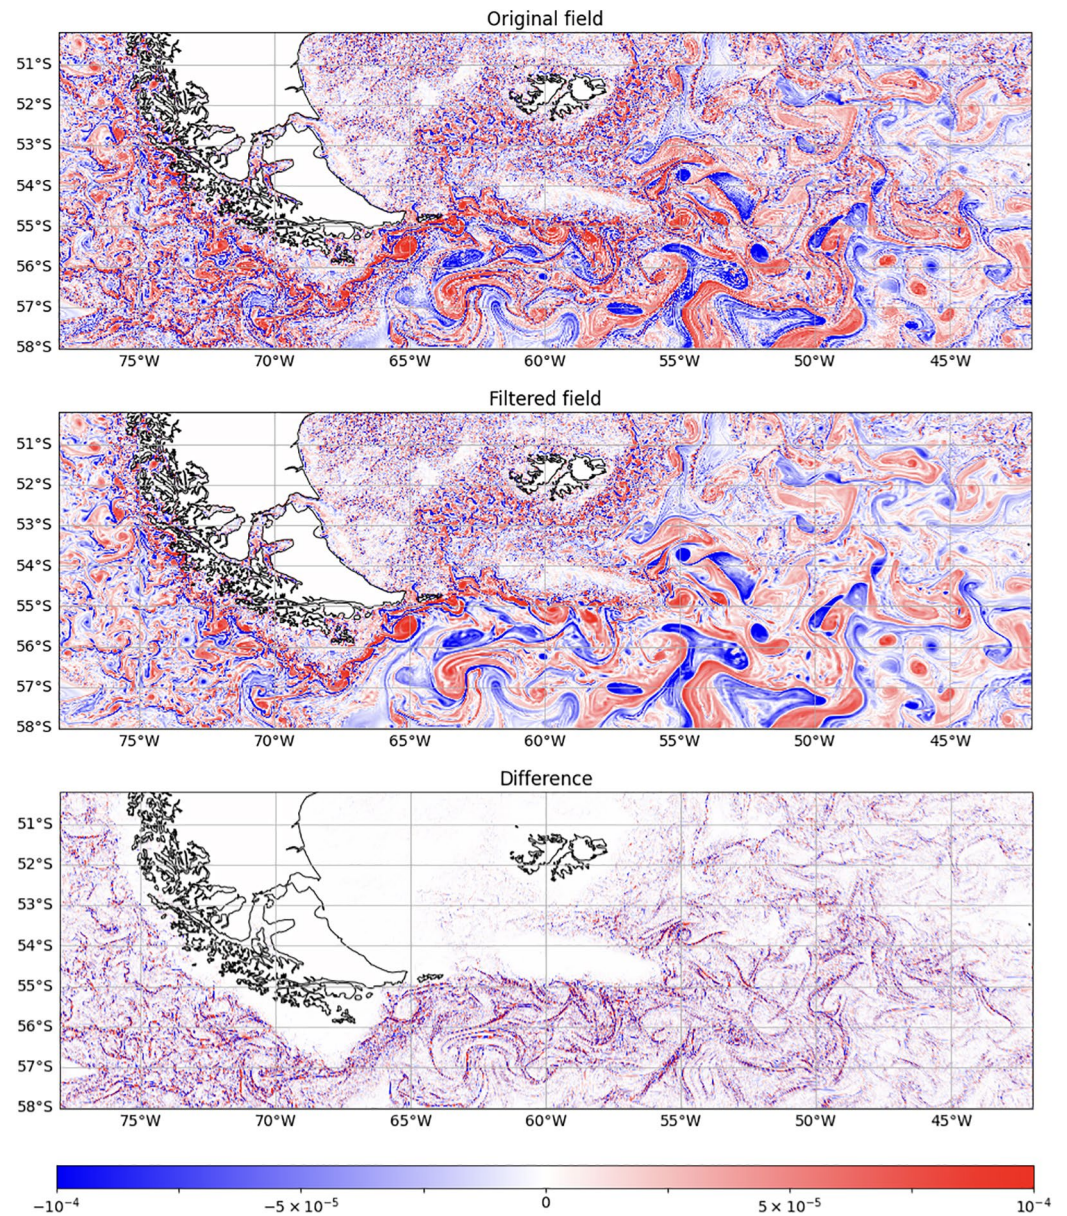 Original field
51°S
52°S
53°S
54°S
55°S
56°S
57°S
58°S
75°W 70°W 65°W 60°W 55°W 50°W 45°W
Filtered field
51°S
52°S
53°S
54°S
55°S
56°S
57°S
58°S
75°W 70°W 65°W 60°W 55°W 50°W 45°W
Difference
51°S
52°S
53°S
54°S
55°S
56°S
57°S
58°S
75°W 70°W 65°W 60°W 55°W 50°W 45°W
−10⁻⁴ −5 × 10⁻⁵ 0 5 × 10⁻⁵ 10⁻⁴